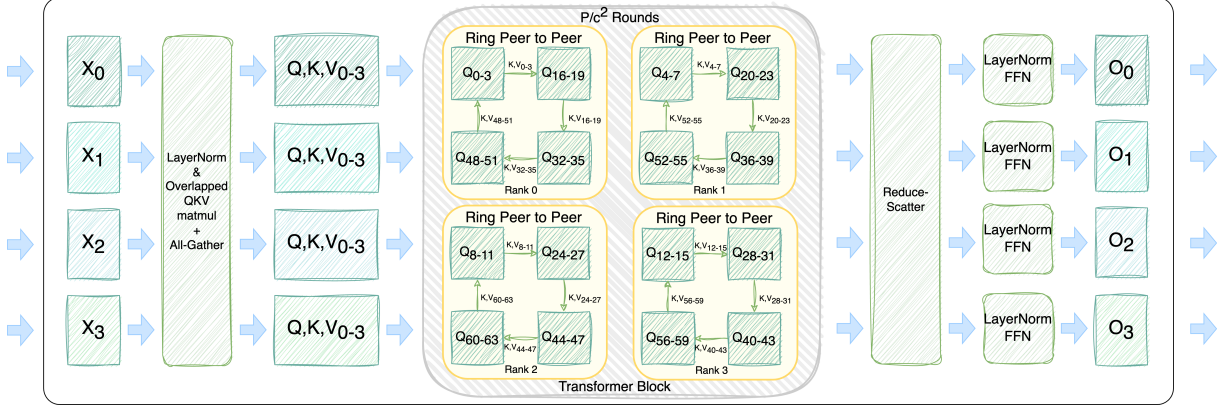 P/c² Rounds
X0
X1
X2
X3
LayerNorm
&
Overlapped
QKV
matmul
+
All-Gather
Q,K,V0-3
Q,K,V0-3
Q,K,V0-3
Q,K,V0-3
Ring Peer to Peer
Q0-3
K,V0-3
Q16-19
K,V48-51
K,V16-19
Q48-51
K,V32-35
Q32-35
Rank 0
Ring Peer to Peer
Q4-7
K,V4-7
Q20-23
K,V52-55
K,V20-23
Q52-55
K,V36-39
Q36-39
Rank 1
Ring Peer to Peer
Q8-11
K,V8-11
Q24-27
K,V60-63
K,V24-27
Q60-63
K,V44-47
Q44-47
Rank 2
Ring Peer to Peer
Q12-15
K,V12-15
Q28-31
K,V56-59
K,V28-31
Q56-59
K,V40-43
Q40-43
Rank 3
Transformer Block
Reduce-
Scatter
LayerNorm
FFN
LayerNorm
FFN
LayerNorm
FFN
LayerNorm
FFN
O0
O1
O2
O3